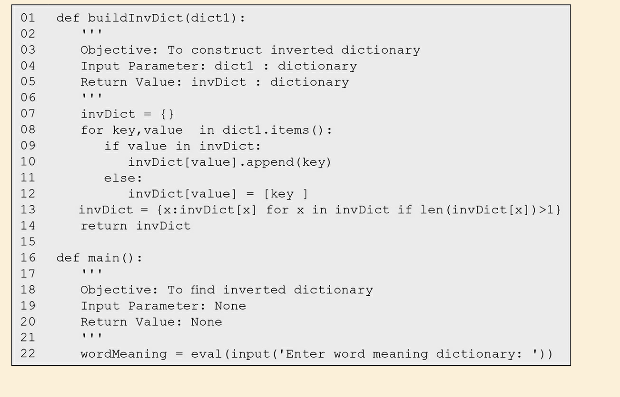 01 def buildInvDict(dict1):
02 '''
03 Objective: To construct inverted dictionary
04 Input Parameter: dict1 : dictionary
05 Return Value: invDict : dictionary
06 '''
07 invDict = {}
08 for key,value in dict1.items():
09 if value in invDict:
10 invDict[value].append(key)
11 else:
12 invDict[value] = [key ]
13 invDict = {x:invDict[x] for x in invDict if len(invDict[x])>1}
14 return invDict
15
16 def main():
17 '''
18 Objective: To find inverted dictionary
19 Input Parameter: None
20 Return Value: None
21 '''
22 wordMeaning = eval(input('Enter word meaning dictionary: '))